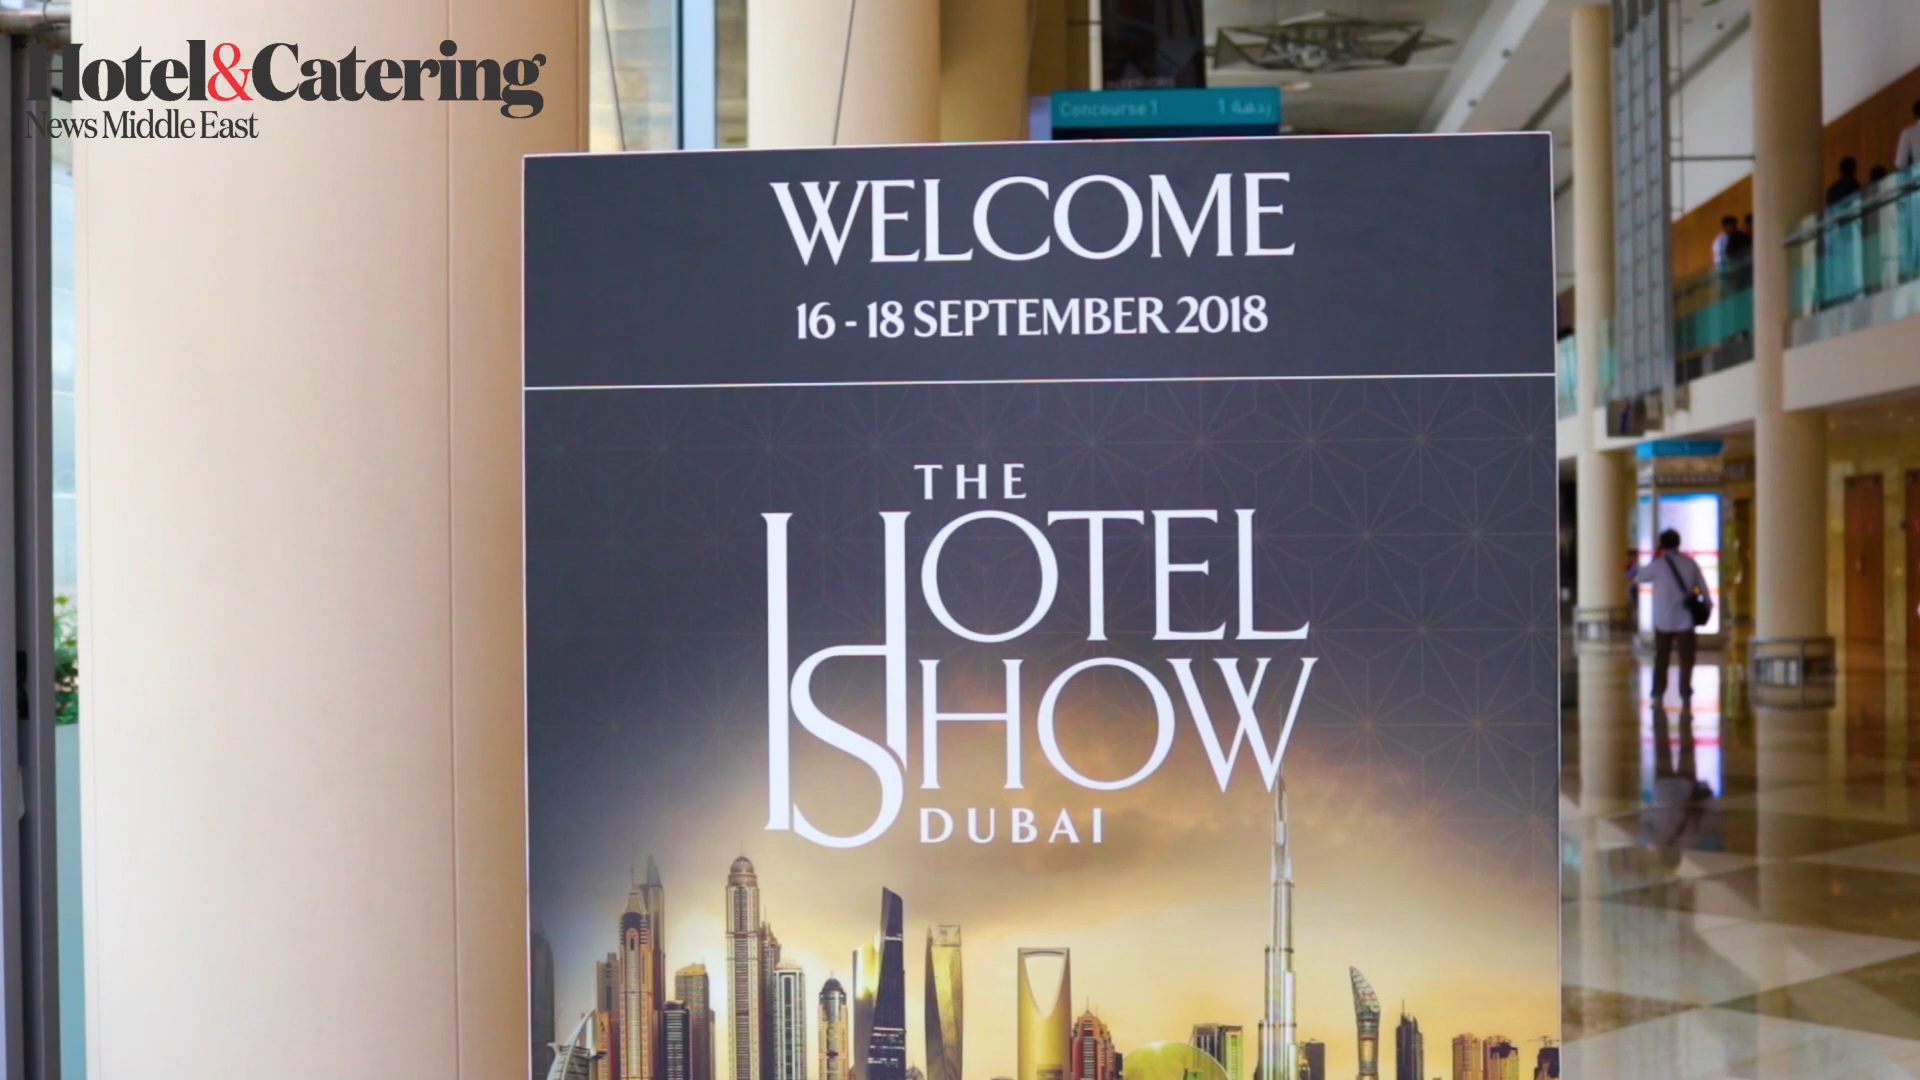 Hotel&Catering
News Middle East
Concourse 1
WELCOME
16 - 18 SEPTEMBER 2018
THE
HOTEL
SHOW
DUBAI